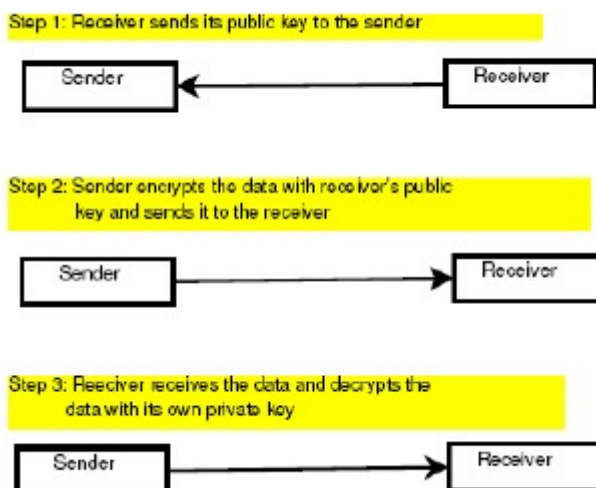 Step 1: Receiver sends its public key to the sender
Sender
Receiver
Step 2: Sender encrypts the data with receiver's public
key and sends it to the receiver
Sender
Receiver
Step 3: Reeciver receives the data and decrypts the
data with its own private key
Sender
Receiver